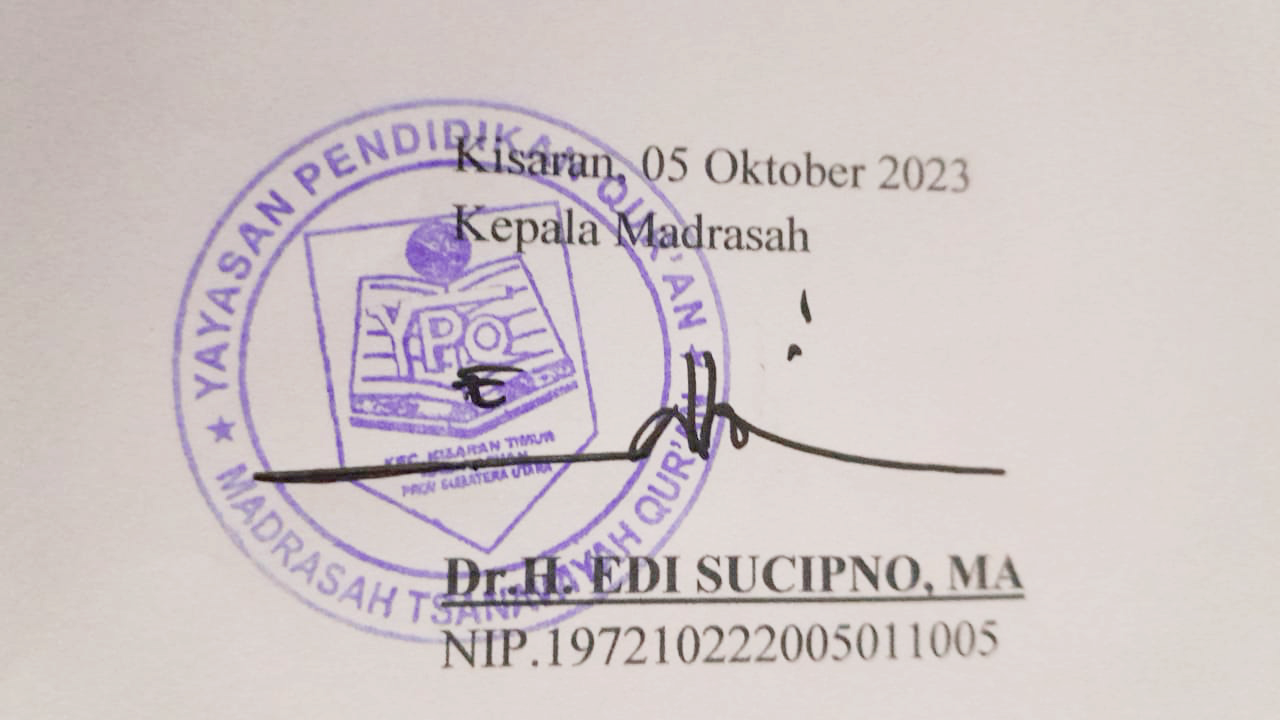 Kisaran, 05 Oktober 2023
Kepala Madrasah
YAYASAN PENDIDIKAN QUR'AN
YPQ
KEC. KISARAN TIMUR
PROV SUMATERA UTARA
MADRASAH TSANAWIYAH QUR'AN
Dr.H. EDI SUCIPNO, MA
NIP.197210222005011005